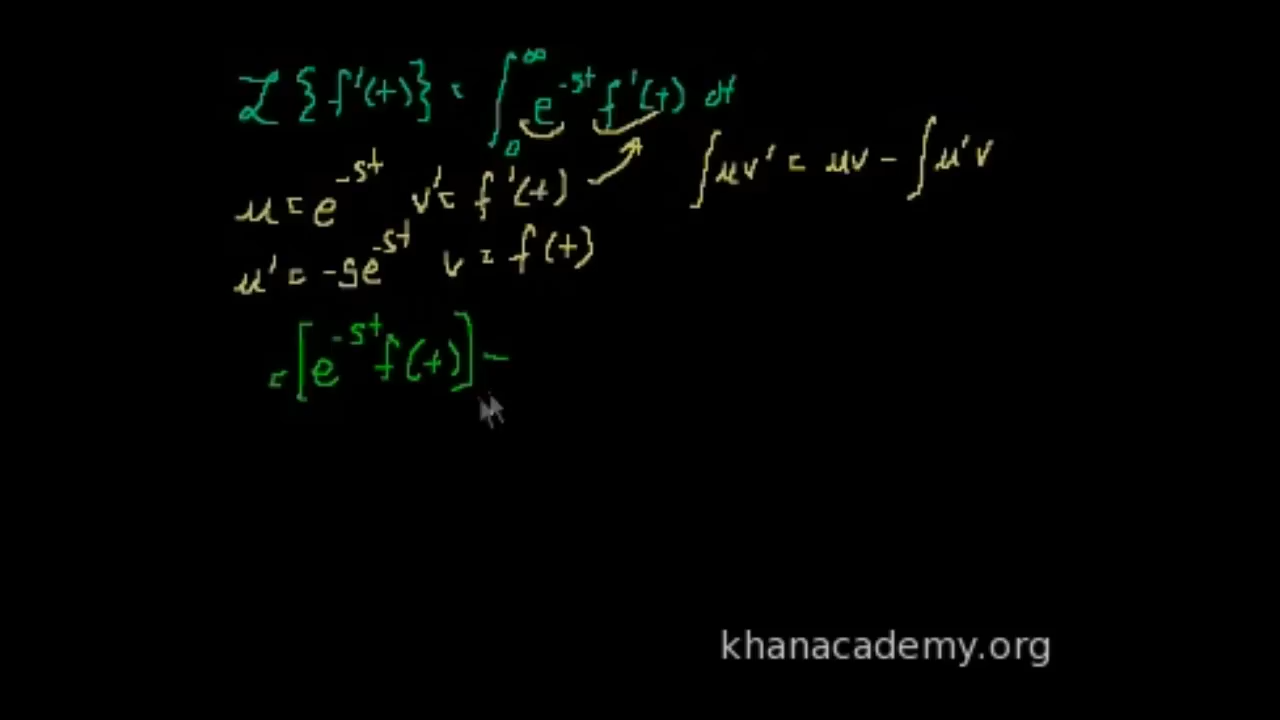 ℒ{f'(t)} = ∫₀^∞ e^{-st} f'(t) dt
∫uv' = uv - ∫u'v
u = e^{-st} v' = f'(t)
u' = -se^{-st} v = f(t)
= [e^{-st} f(t)] -
khanacademy.org